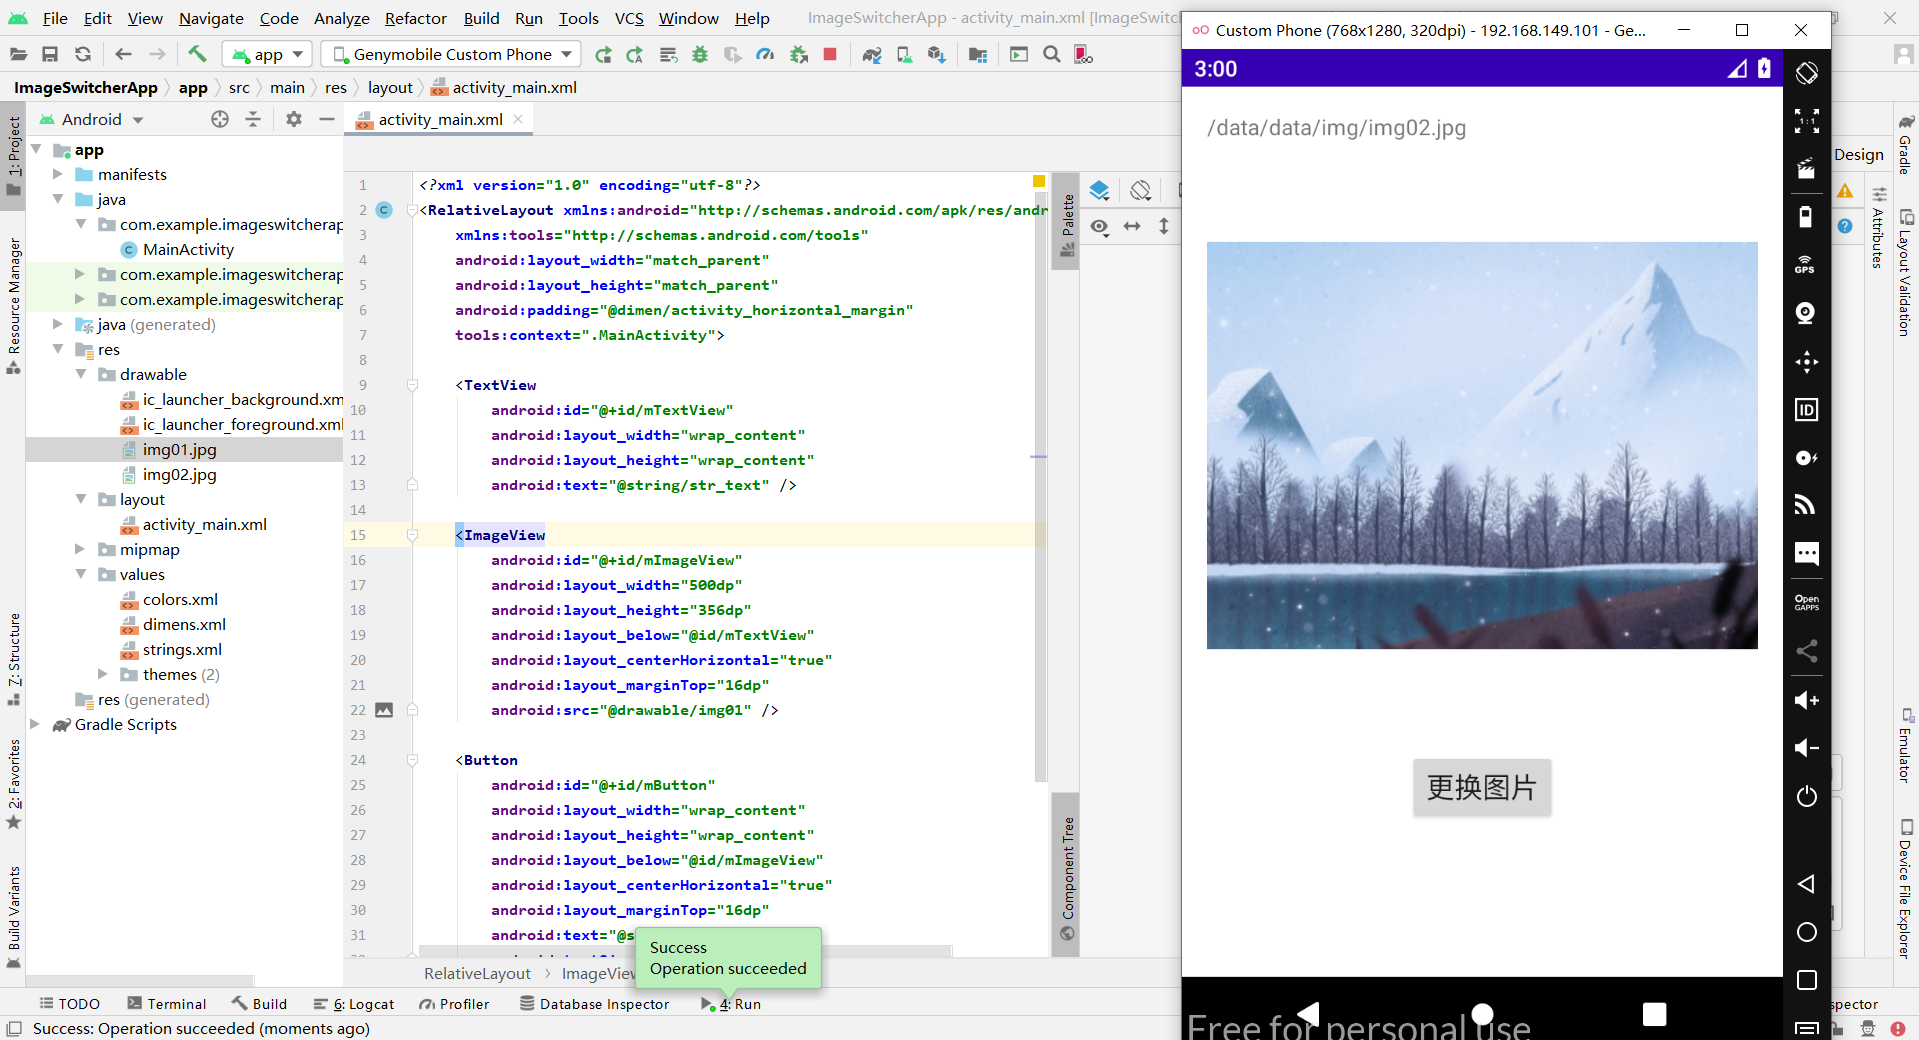 File Edit View Navigate Code Analyze Refactor Build Run Tools VCS Window Help
ImageSwitcherApp - activity_main.xml [ImageSwitc
app
Genymobile Custom Phone
ImageSwitcherApp app src main res layout activity_main.xml
1: Project
Resource Manager
7: Structure
2: Favorites
Build Variants
Android
app
manifests
java
com.example.imageswitcherap
MainActivity
com.example.imageswitcherap
com.example.imageswitcherap
java (generated)
res
drawable
ic_launcher_background.xm
ic_launcher_foreground.xml
img01.jpg
img02.jpg
layout
activity_main.xml
mipmap
values
colors.xml
dimens.xml
strings.xml
themes (2)
res (generated)
Gradle Scripts
activity_main.xml
1 <?xml version="1.0" encoding="utf-8"?>
2 <RelativeLayout xmlns:android="http://schemas.android.com/apk/res/andr
3 xmlns:tools="http://schemas.android.com/tools"
4 android:layout_width="match_parent"
5 android:layout_height="match_parent"
6 android:padding="@dimen/activity_horizontal_margin"
7 tools:context=".MainActivity">
8
9 <TextView
10 android:id="@+id/mTextView"
11 android:layout_width="wrap_content"
12 android:layout_height="wrap_content"
13 android:text="@string/str_text" />
14
15 <ImageView
16 android:id="@+id/mImageView"
17 android:layout_width="500dp"
18 android:layout_height="356dp"
19 android:layout_below="@id/mTextView"
20 android:layout_centerHorizontal="true"
21 android:layout_marginTop="16dp"
22 android:src="@drawable/img01" />
23
24 <Button
25 android:id="@+id/mButton"
26 android:layout_width="wrap_content"
27 android:layout_height="wrap_content"
28 android:layout_below="@id/mImageView"
29 android:layout_centerHorizontal="true"
30 android:layout_marginTop="16dp"
31 android:text="@s
RelativeLayout ImageView
Success
Operation succeeded
Palette
Component Tree
TODO Terminal Build 6: Logcat Profiler Database Inspector 4: Run
Success: Operation succeeded (moments ago)
Custom Phone (768x1280, 320dpi) - 192.168.149.101 - Ge...
3:00
/data/data/img/img02.jpg
更换图片
Free for personal use
1:1
GPS
ID
Open
GAPPS
Design
Attributes
Gradle
Layout Validation
Emulator
Device File Explorer
spector